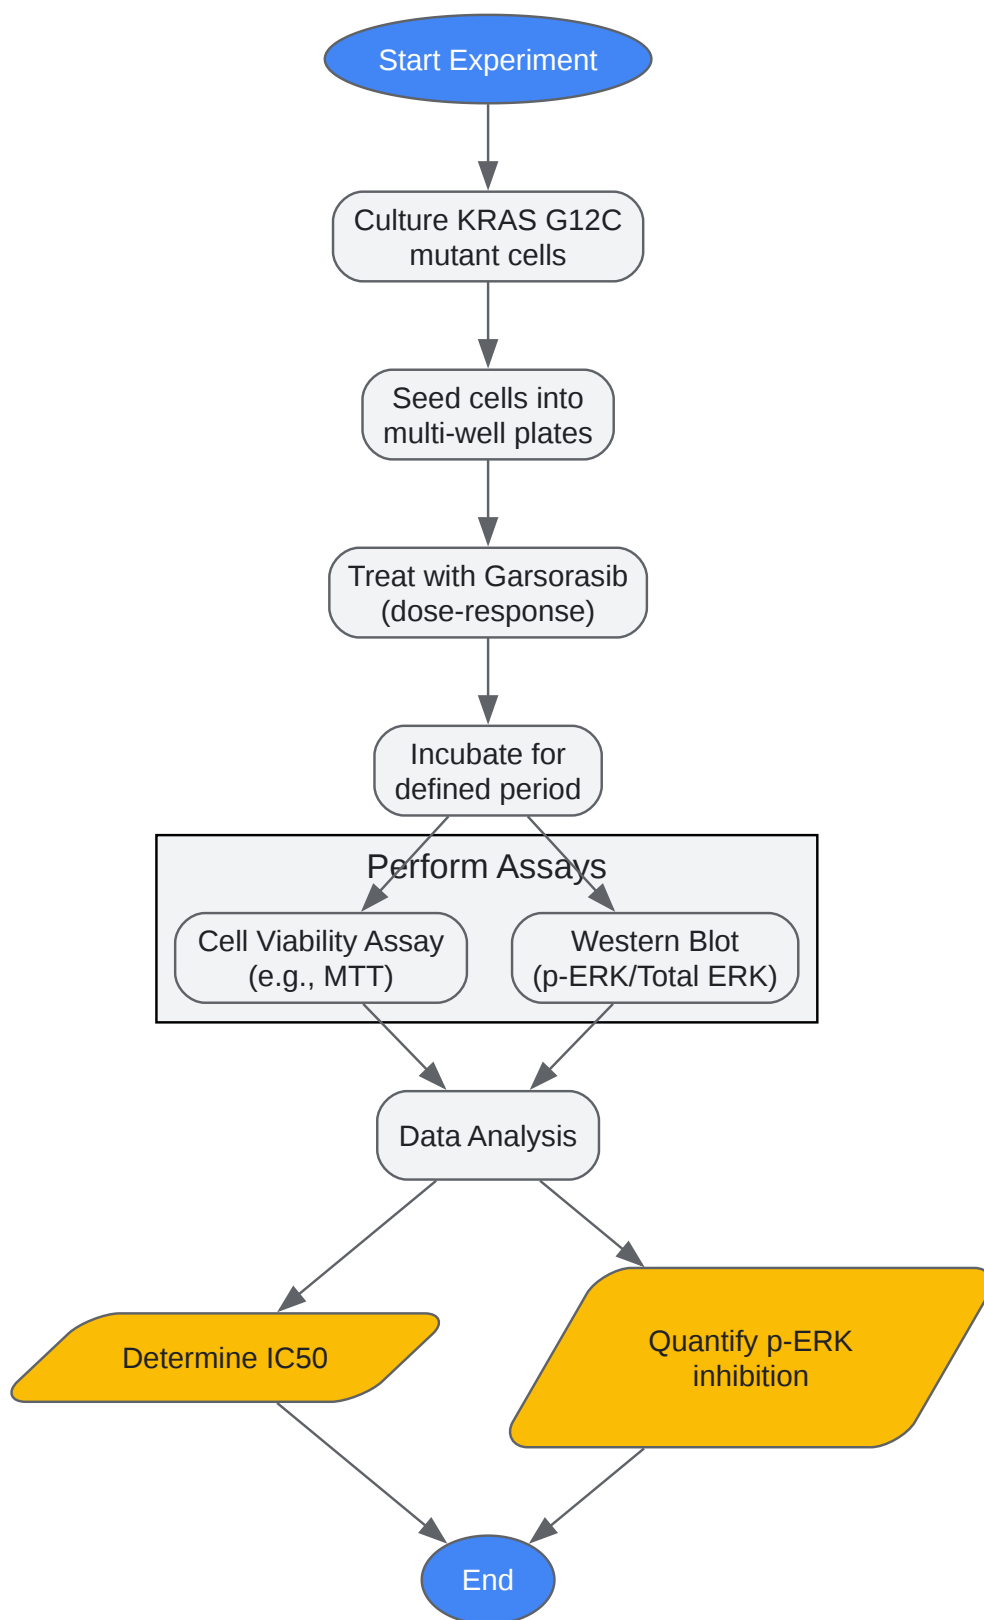 Start Experiment
Culture KRAS G12C
mutant cells
Seed cells into
multi-well plates
Treat with Garsorasib
(dose-response)
Incubate for
defined period
Perform Assays
Cell Viability Assay
(e.g., MTT)
Western Blot
(p-ERK/Total ERK)
Data Analysis
Determine IC50
Quantify p-ERK
inhibition
End